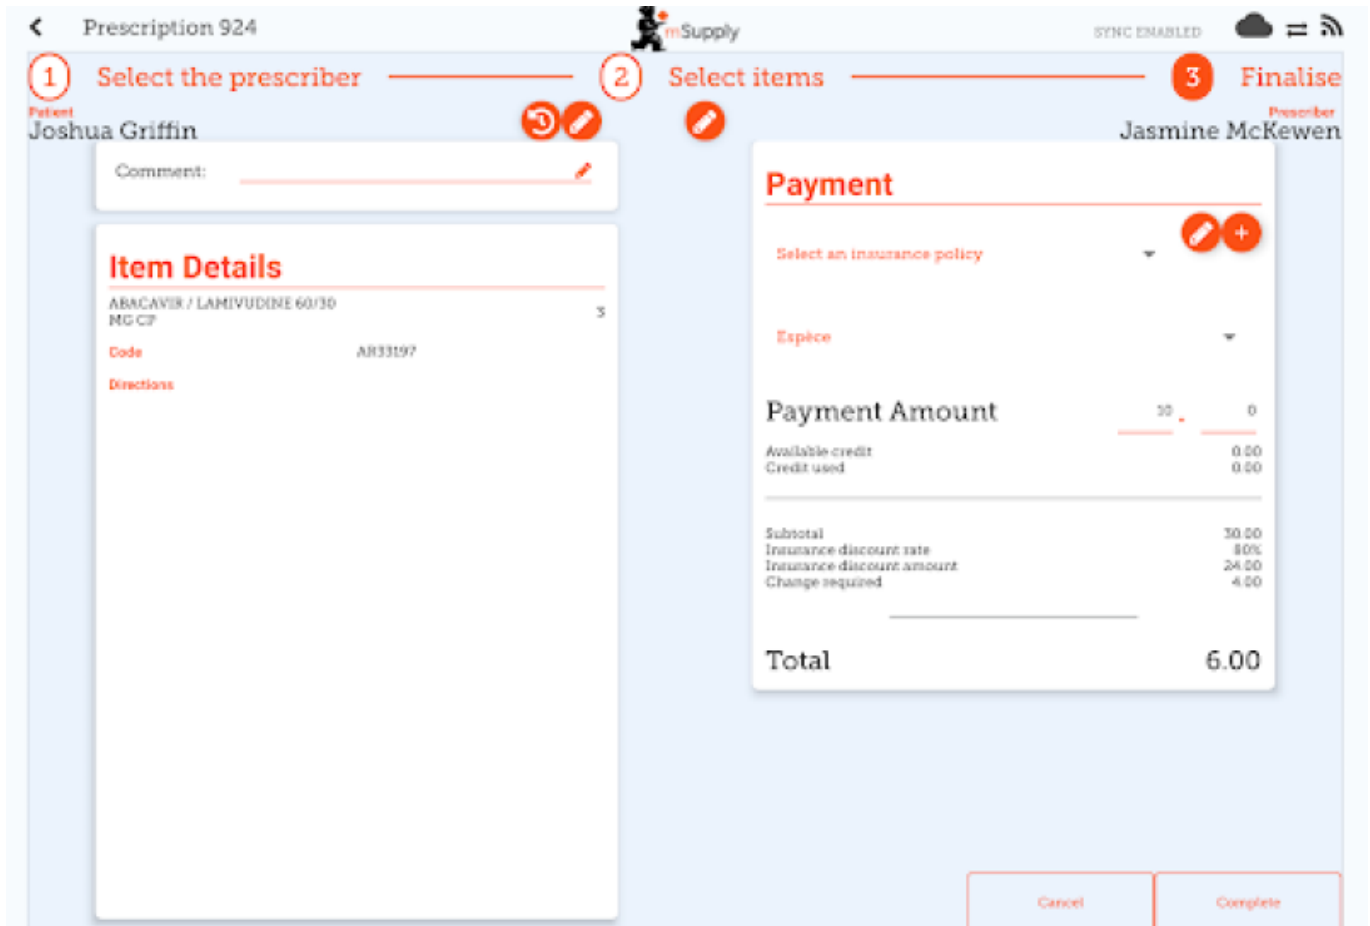 Prescription 924
mSupply
SYNC ENABLED
1 Select the prescriber
2 Select items
3 Finalise
Patient
Joshua Griffin
Prescriber
Jasmine McKewen
Comment:
Item Details
ABACAVIR / LAMIVUDINE 60/30
MG CP
3
Code AR33197
Directions
Payment
Select an insurance policy
Espèce
Payment Amount 10 . 0
Available credit 0.00
Credit used 0.00
Subtotal 30.00
Insurance discount rate 80%
Insurance discount amount 24.00
Change required 4.00
Total 6.00
Cancel
Complete